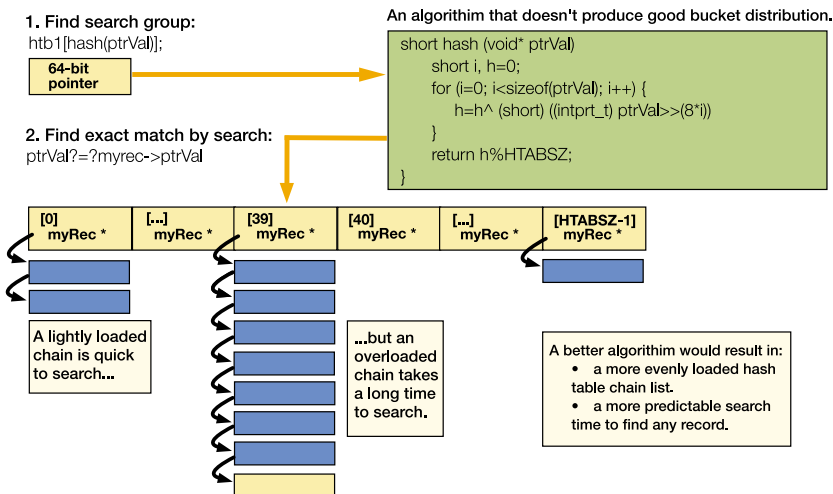 1. Find search group:
htb1[hash(ptrVal)];
64-bit
pointer
2. Find exact match by search:
ptrVal?=?myrec->ptrVal
An algorithim that doesn't produce good bucket distribution.
short hash (void* ptrVal)
short i, h=0;
for (i=0; i<sizeof(ptrVal); i++) {
h=h^ (short) ((intprt_t) ptrVal>>(8*i))
}
return h%HTABSZ;
}
[0]
myRec *
[...]
myRec *
[39]
myRec *
[40]
myRec *
[...]
myRec *
[HTABSZ-1]
myRec *
A lightly loaded
chain is quick
to search...
...but an
overloaded
chain takes
a long time
to search.
A better algorithim would result in:
• a more evenly loaded hash
table chain list.
• a more predictable search
time to find any record.